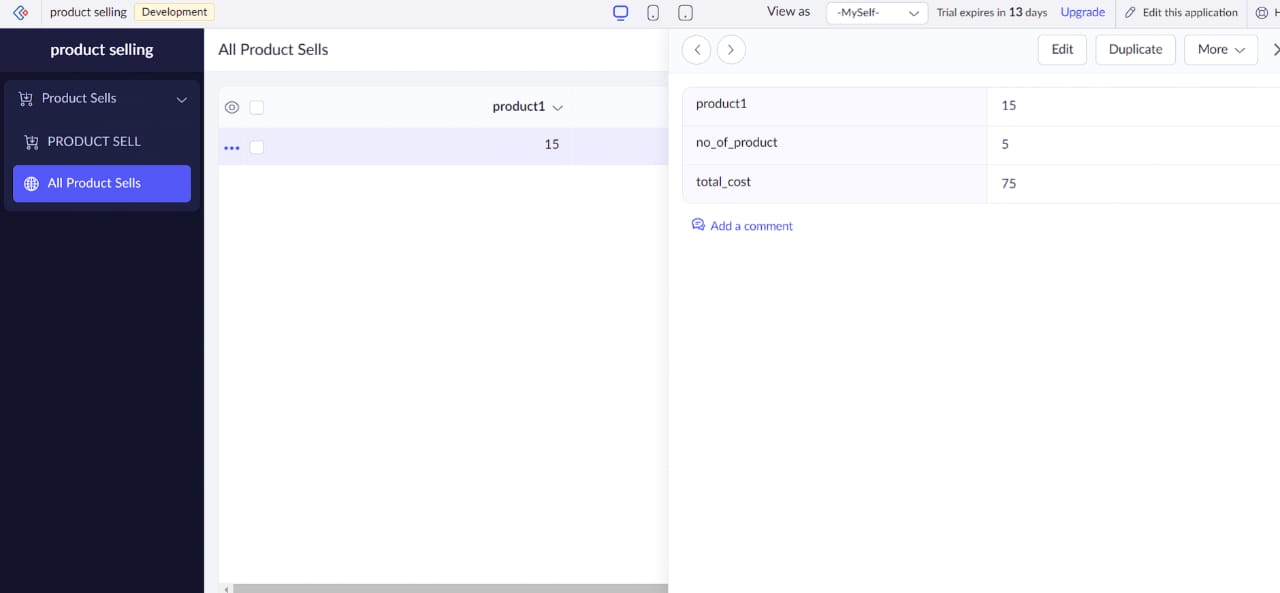 product selling Development View as -MySelf- Trial expires in 13 days Upgrade Edit this application H
product selling
Product Sells
PRODUCT SELL
All Product Sells
All Product Sells
product1
15
Edit Duplicate More
product1 15
no_of_product 5
total_cost 75
Add a comment